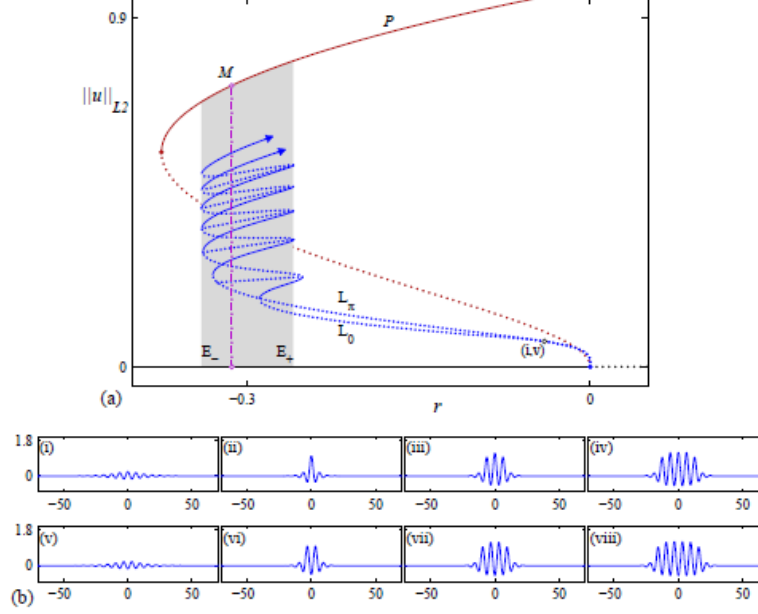 0.9
P
M
||u||L2
Lπ
L0
E− E+ (i,v)
0
(a) −0.3 r 0
1.8 (i) (ii) (iii) (iv)
0
−50 0 50 −50 0 50 −50 0 50 −50 0 50
1.8 (v) (vi) (vii) (viii)
0
(b) −50 0 50 −50 0 50 −50 0 50 −50 0 50